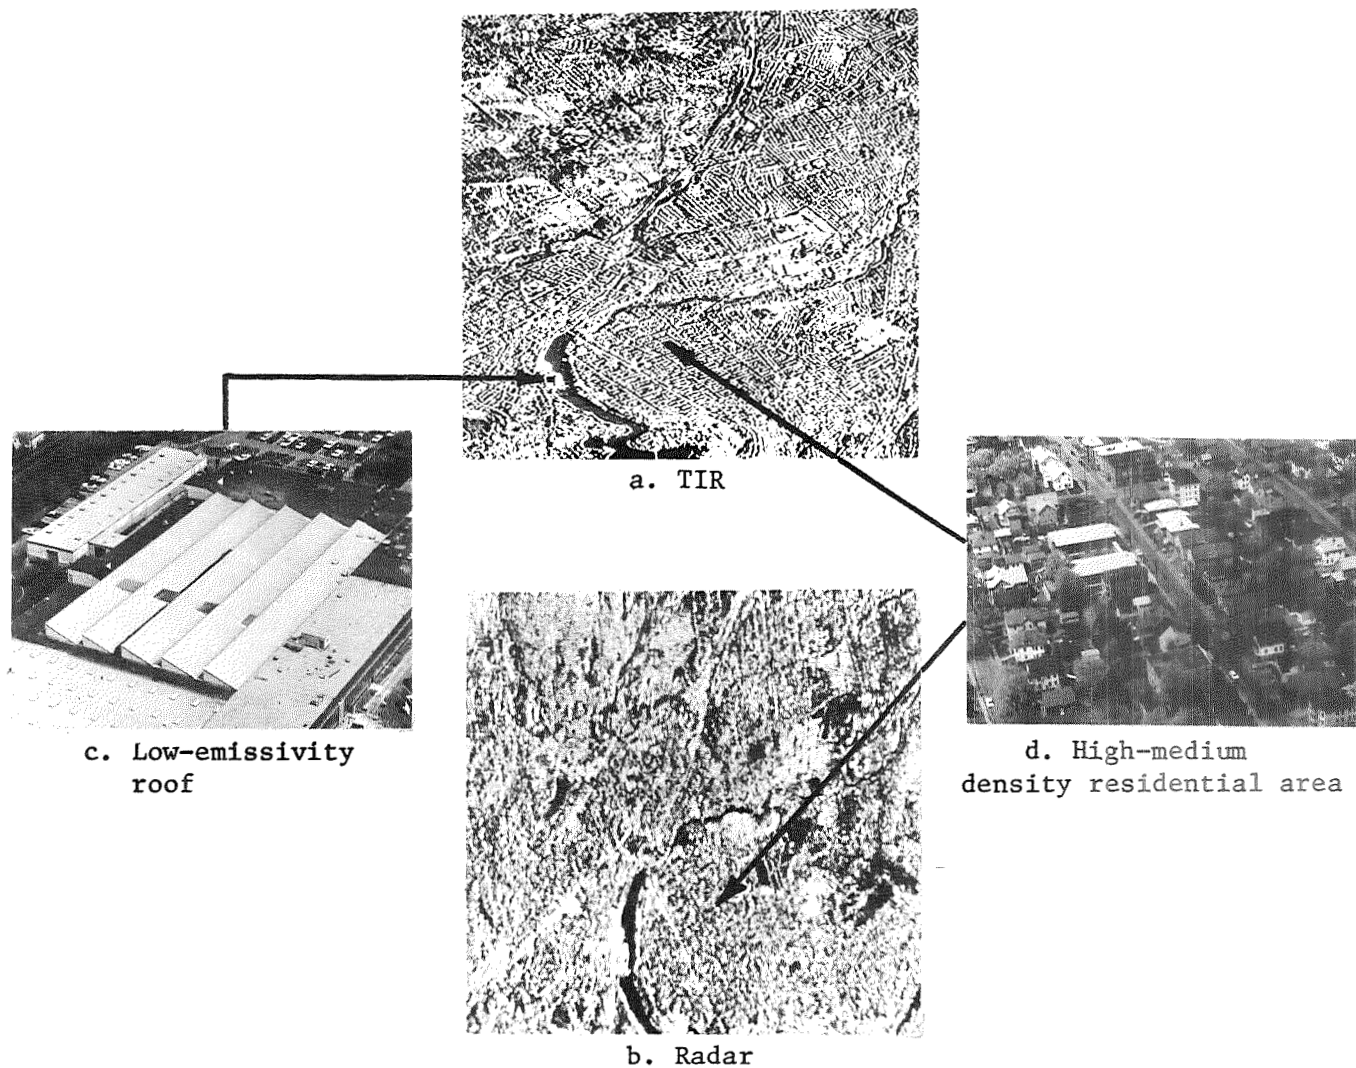 a. TIR
c. Low-emissivity
roof
d. High-medium
density residential area
b. Radar